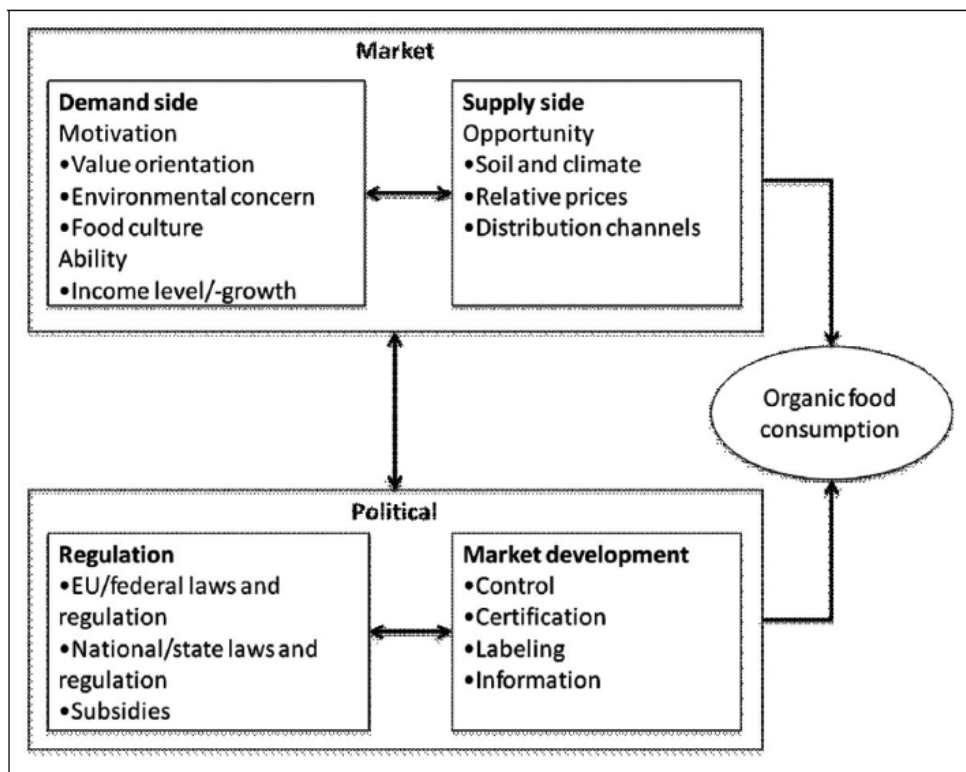 Market
Demand side
Motivation
•Value orientation
•Environmental concern
•Food culture
Ability
•Income level/-growth
Supply side
Opportunity
•Soil and climate
•Relative prices
•Distribution channels
Organic food
consumption
Political
Regulation
•EU/federal laws and
regulation
•National/state laws and
regulation
•Subsidies
Market development
•Control
•Certification
•Labeling
•Information